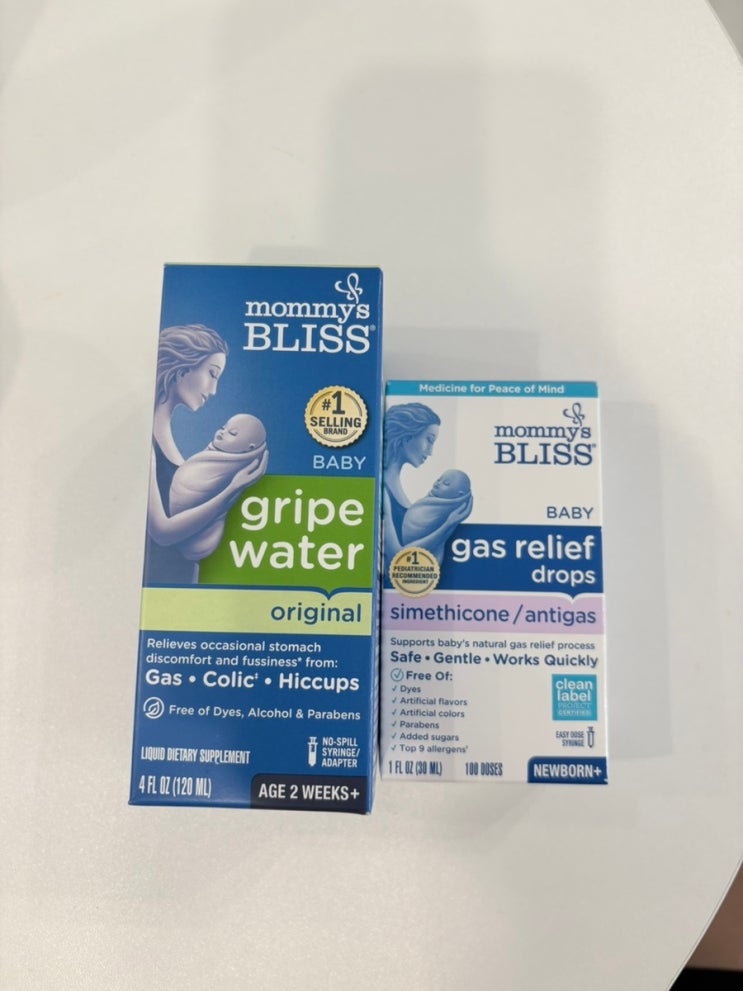 mommy's
BLISS®
#1
SELLING
BRAND
BABY
gripe
water
original
Relieves occasional stomach
discomfort and fussiness* from:
Gas • Colic‡ • Hiccups
Free of Dyes, Alcohol & Parabens
LIQUID DIETARY SUPPLEMENT
NO-SPILL
SYRINGE/
ADAPTER
4 FL OZ (120 ML)
AGE 2 WEEKS+
Medicine for Peace of Mind
mommy's
BLISS®
BABY
gas relief
drops
#1
PEDIATRICIAN
RECOMMENDED
INGREDIENT
simethicone/antigas
Supports baby's natural gas relief process
Safe • Gentle • Works Quickly
Free Of:
✓ Dyes
✓ Artificial flavors
✓ Artificial colors
✓ Parabens
✓ Added sugars
✓ Top 9 allergens†
clean
label
PROJECT
CERTIFIED
EASY DOSE
SYRINGE
1 FL OZ (30 ML)
100 DOSES
NEWBORN+